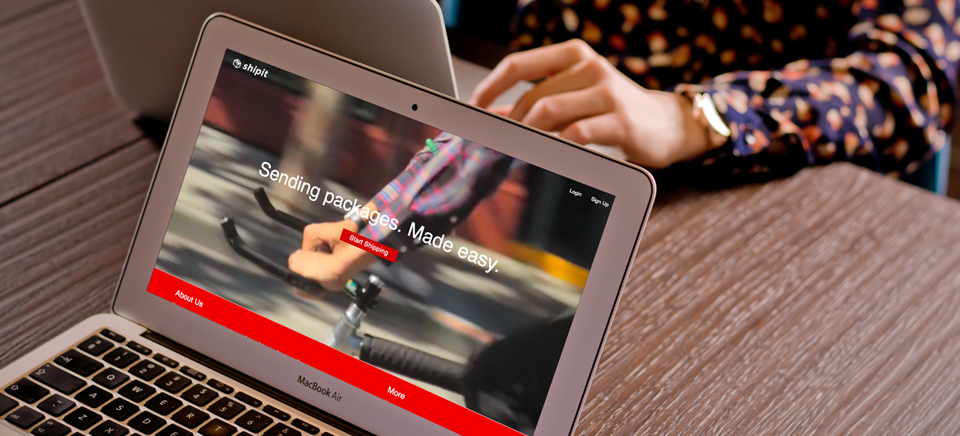 shipit
Login
Sign Up
Sending packages. Made easy.
Start Shipping
About Us
More
MacBook Air